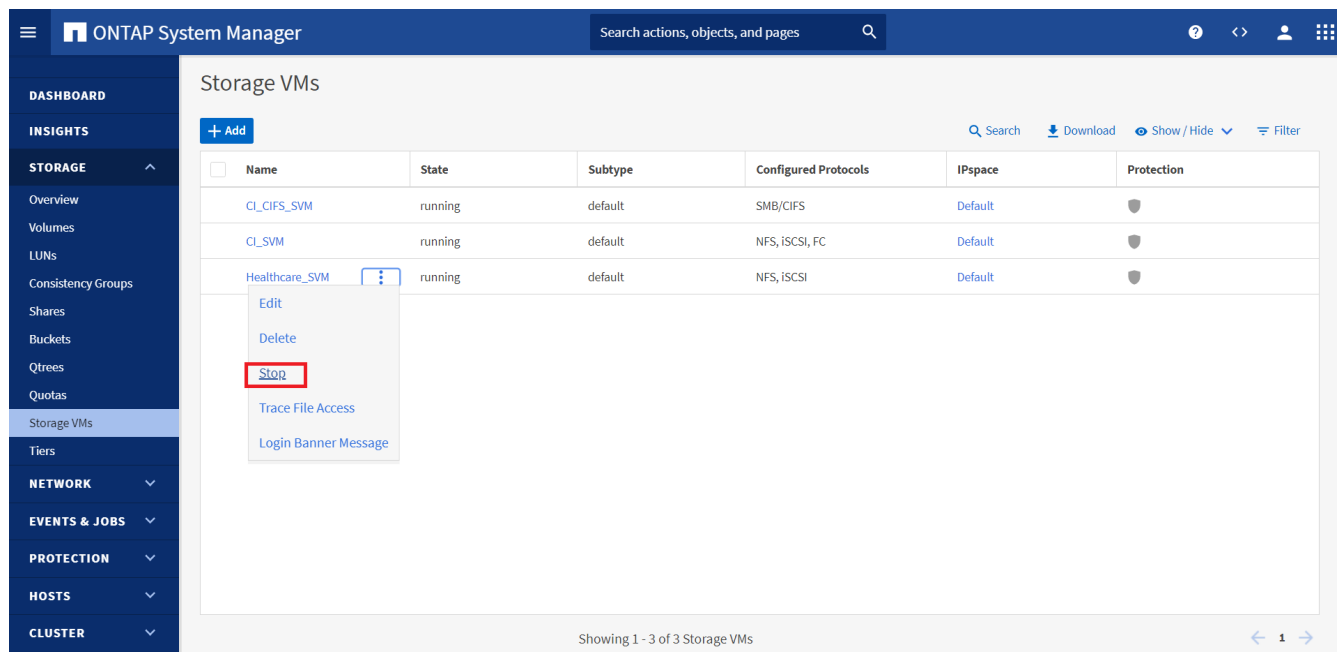 ONTAP System Manager
Search actions, objects, and pages
DASHBOARD
INSIGHTS
STORAGE
Overview
Volumes
LUNs
Consistency Groups
Shares
Buckets
Qtrees
Quotas
Storage VMs
Tiers
NETWORK
EVENTS & JOBS
PROTECTION
HOSTS
CLUSTER
Storage VMs
+ Add
Search Download Show / Hide Filter
Name State Subtype Configured Protocols IPspace Protection
CI_CIFS_SVM running default SMB/CIFS Default
CI_SVM running default NFS, iSCSI, FC Default
Healthcare_SVM running default NFS, iSCSI Default
Edit
Delete
Stop
Trace File Access
Login Banner Message
Showing 1 - 3 of 3 Storage VMs
← 1 →